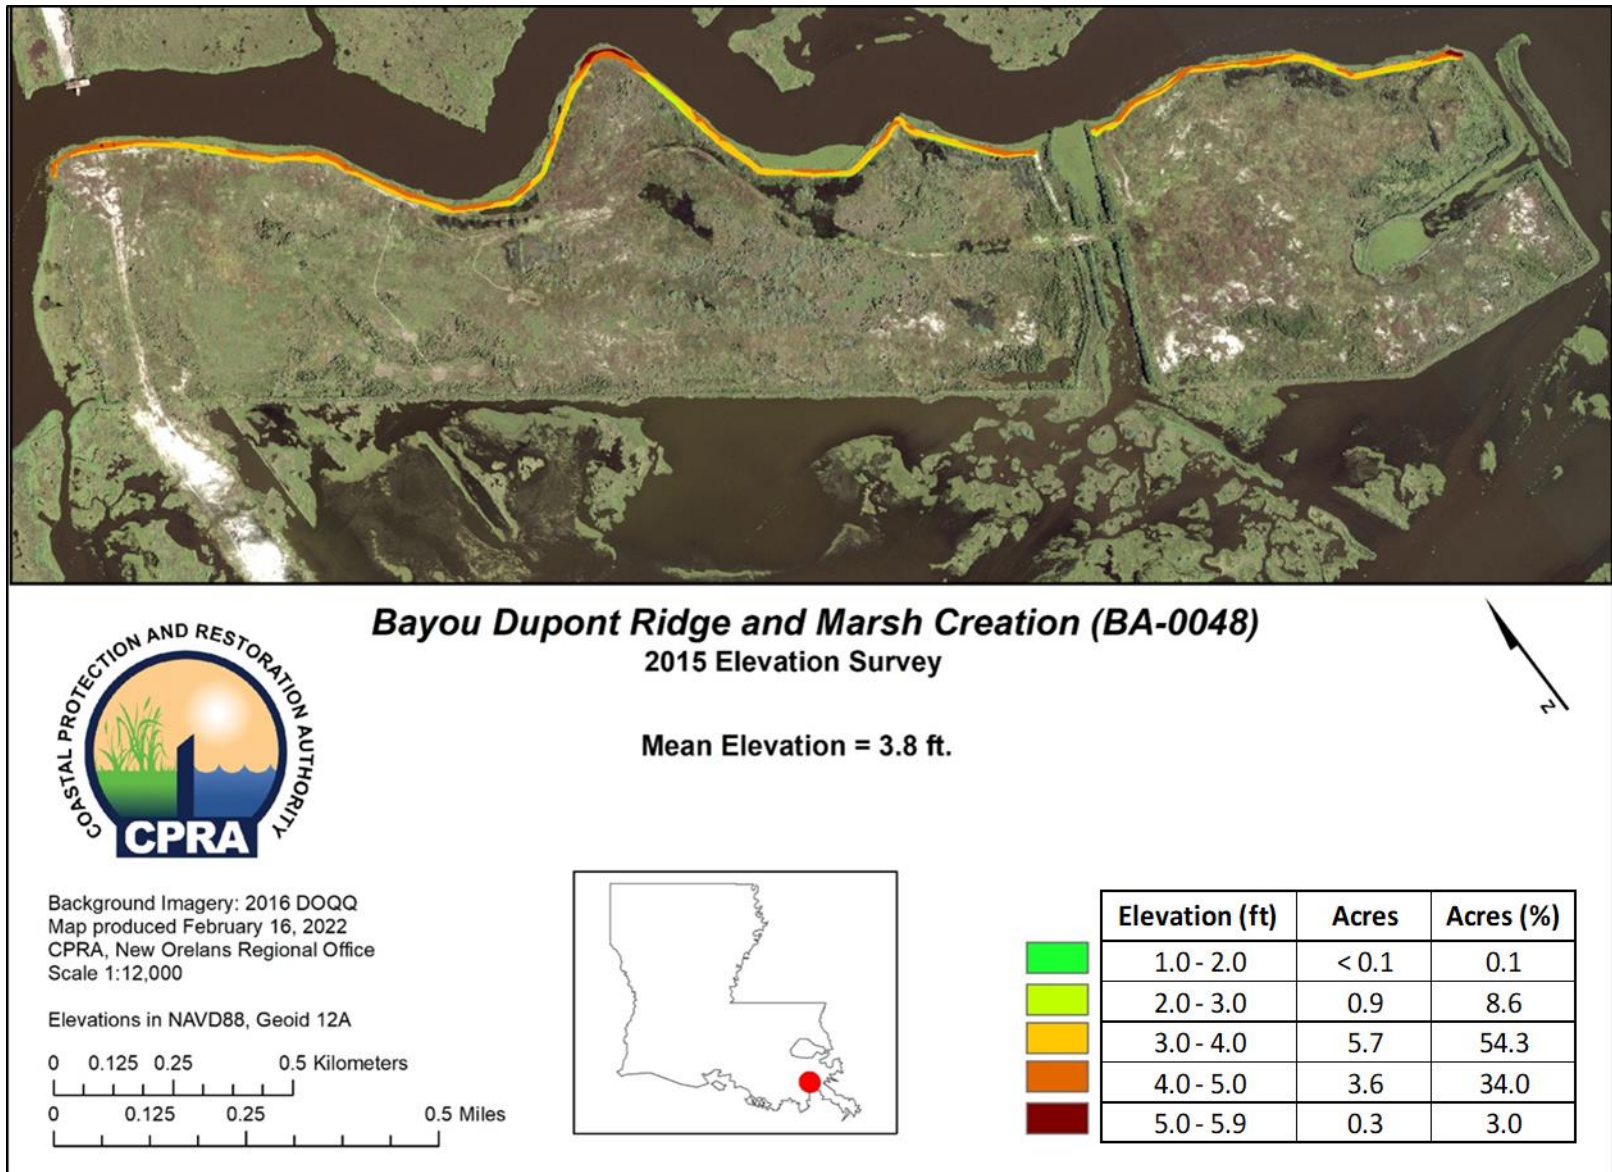 Bayou Dupont Ridge and Marsh Creation (BA-0048)
2015 Elevation Survey
Mean Elevation = 3.8 ft.
N
COASTAL PROTECTION AND RESTORATION AUTHORITY
CPRA
Background Imagery: 2016 DOQQ
Map produced February 16, 2022
CPRA, New Orelans Regional Office
Scale 1:12,000
Elevations in NAVD88, Geoid 12A
0 0.125 0.25 0.5 Kilometers
0 0.125 0.25 0.5 Miles
Elevation (ft) Acres Acres (%)
1.0 - 2.0 < 0.1 0.1
2.0 - 3.0 0.9 8.6
3.0 - 4.0 5.7 54.3
4.0 - 5.0 3.6 34.0
5.0 - 5.9 0.3 3.0